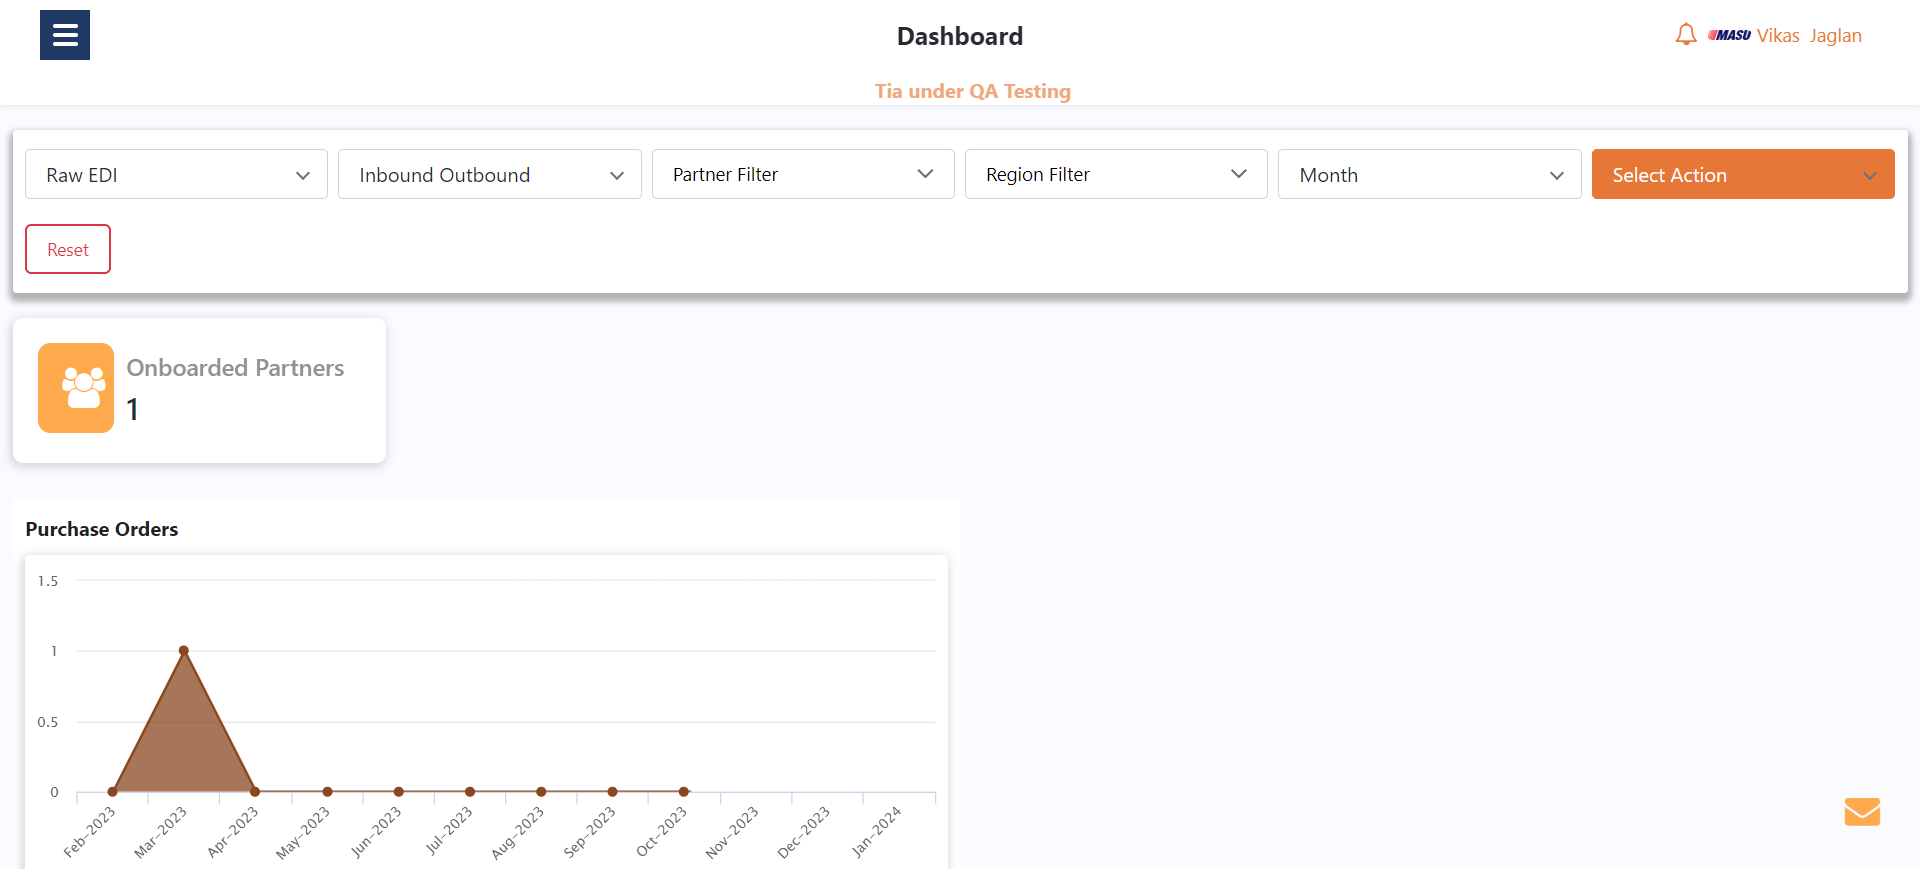 Dashboard
MASU Vikas Jaglan
Tia under QA Testing
Raw EDI
Inbound Outbound
Partner Filter
Region Filter
Month
Select Action
Reset
Onboarded Partners
1
Purchase Orders
1.5
1
0.5
0
Feb-2023
Mar-2023
Apr-2023
May-2023
Jun-2023
Jul-2023
Aug-2023
Sep-2023
Oct-2023
Nov-2023
Dec-2023
Jan-2024